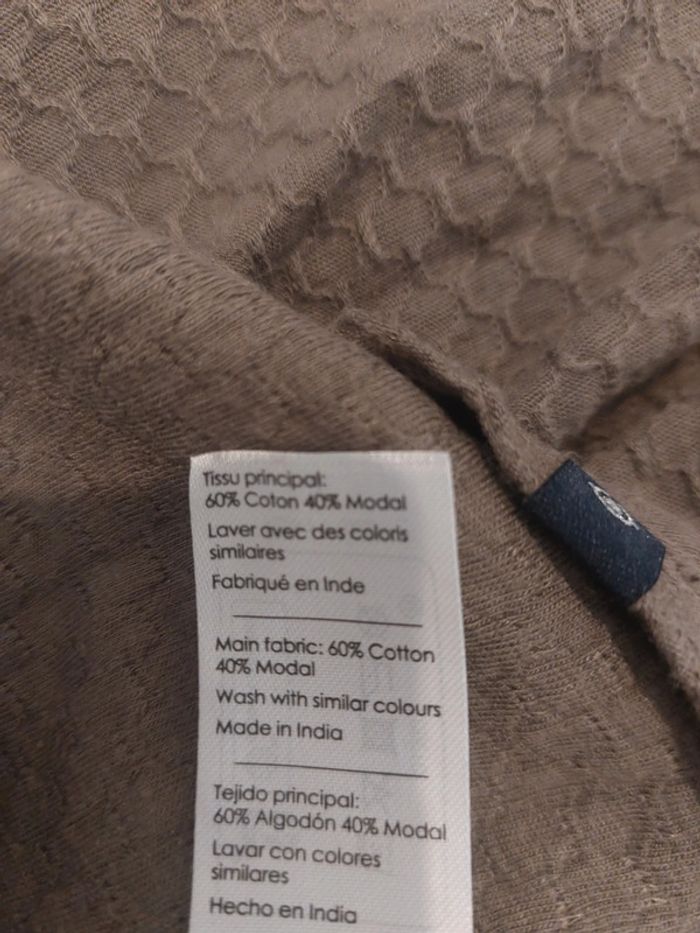 Tissu principal:
60% Coton 40% Modal
Laver avec des coloris
similaires
Fabriqué en Inde
Main fabric: 60% Cotton
40% Modal
Wash with similar colours
Made in India
Tejido principal:
60% Algodón 40% Modal
Lavar con colores
similares
Hecho en India